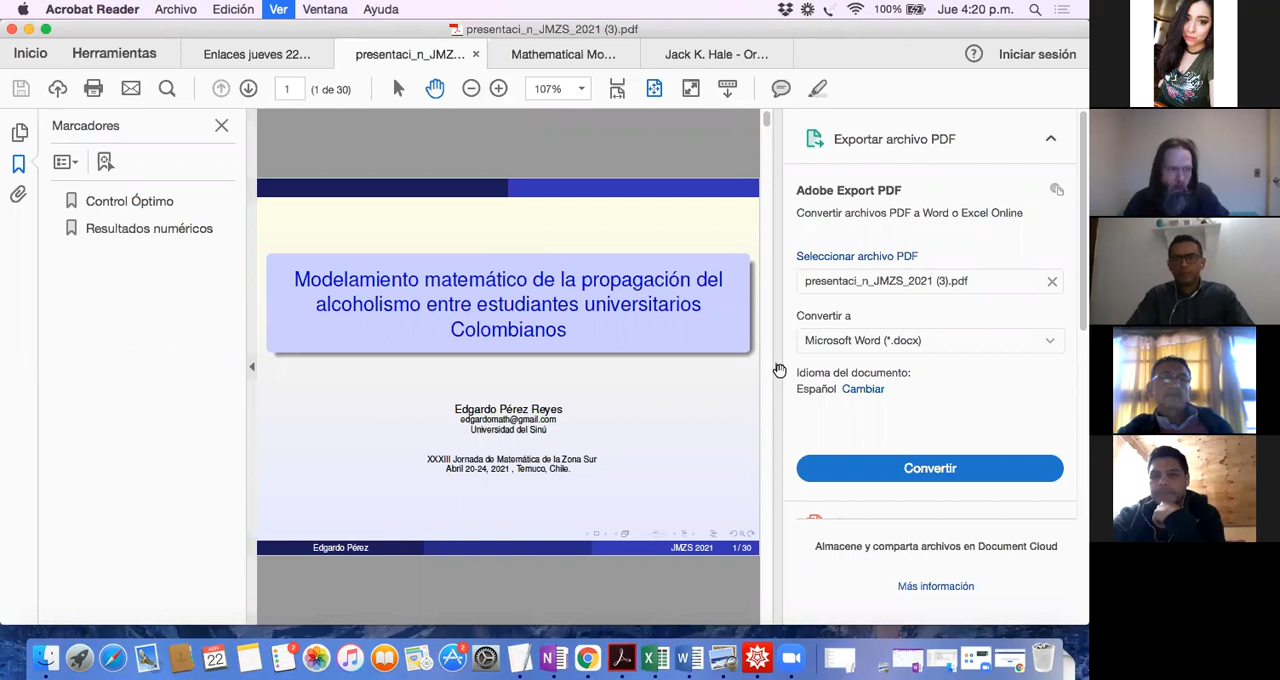 Acrobat Reader Archivo Edición Ver Ventana Ayuda 100% Jue 4:20 p.m.
presentaci_n_JMZS_2021 (3).pdf
Inicio Herramientas Enlaces jueves 22... presentaci_n_JMZ... × Mathematical Mo... Jack K. Hale - Or... Iniciar sesión
1 (1 de 30) 107%
Marcadores
Control Óptimo
Resultados numéricos
Modelamiento matemático de la propagación del
alcoholismo entre estudiantes universitarios
Colombianos
Edgardo Pérez Reyes
edgardomath@gmail.com
Universidad del Sinú
XXXIII Jornada de Matemática de la Zona Sur
Abril 20-24, 2021 , Temuco, Chile.
Edgardo Pérez JMZS 2021 1/30
Exportar archivo PDF
Adobe Export PDF
Convertir archivos PDF a Word o Excel Online
Seleccionar archivo PDF
presentaci_n_JMZS_2021 (3).pdf
Convertir a
Microsoft Word (*.docx)
Idioma del documento:
Español Cambiar
Convertir
Almacene y comparta archivos en Document Cloud
Más información
ABR
22
2
2